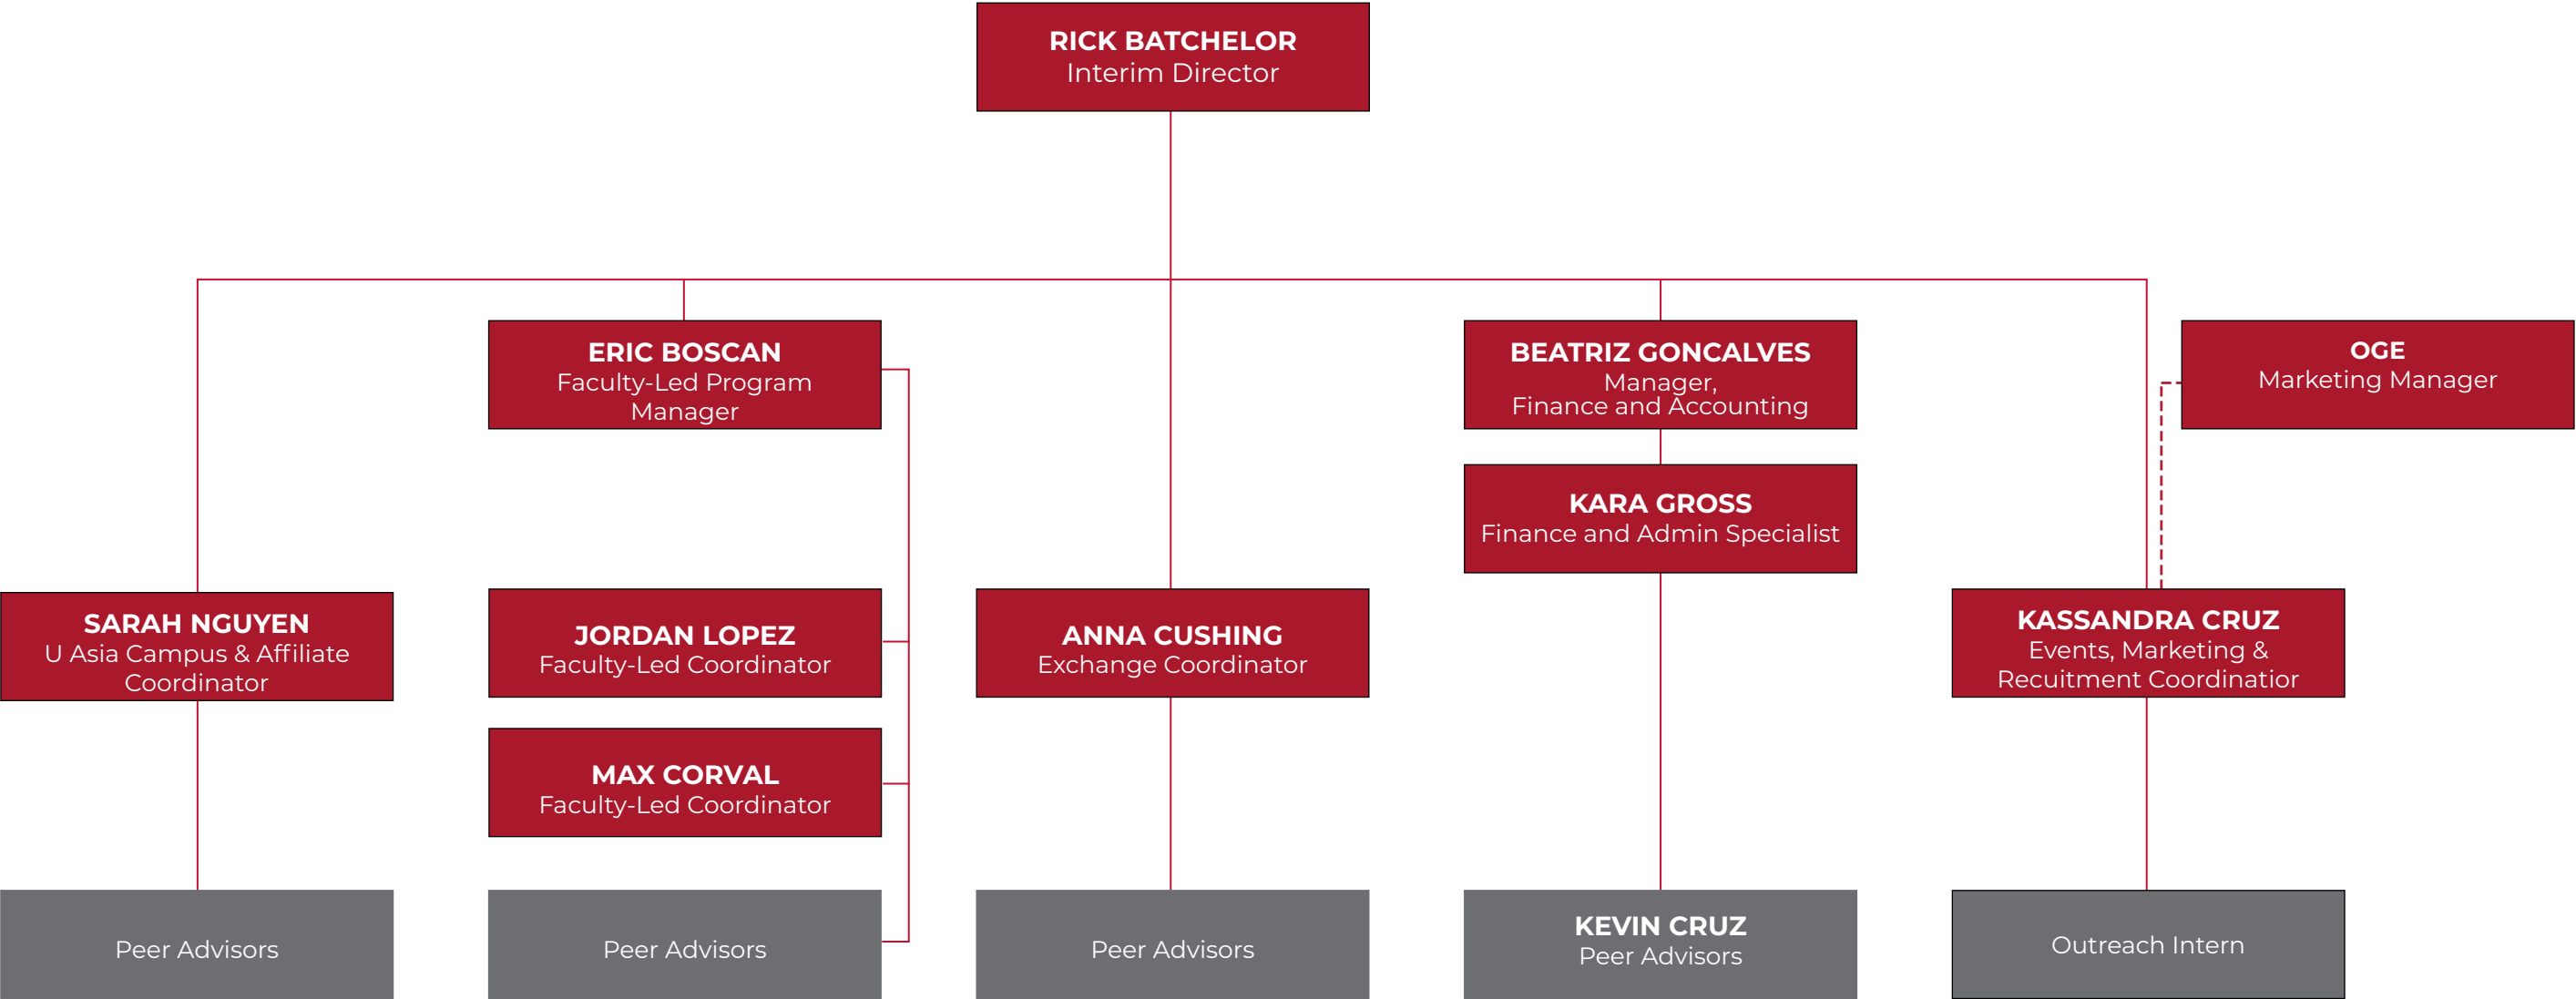 RICK BATCHELOR
Interim Director
ERIC BOSCAN
Faculty-Led Program
Manager
BEATRIZ GONCALVES
Manager,
Finance and Accounting
OGE
Marketing Manager
KARA GROSS
Finance and Admin Specialist
SARAH NGUYEN
U Asia Campus & Affiliate
Coordinator
JORDAN LOPEZ
Faculty-Led Coordinator
ANNA CUSHING
Exchange Coordinator
KASSANDRA CRUZ
Events, Marketing &
Recuitment Coordinatior
MAX CORVAL
Faculty-Led Coordinator
Peer Advisors
Peer Advisors
Peer Advisors
KEVIN CRUZ
Peer Advisors
Outreach Intern